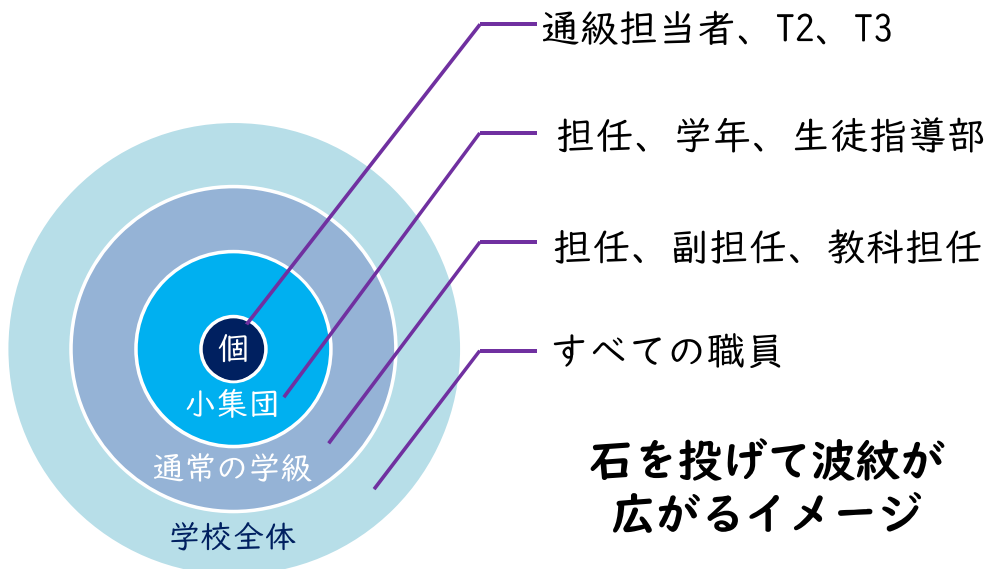 通級担当者、T2、T3
担任、学年、生徒指導部
担任、副担任、教科担任
すべての職員
個
小集団
通常の学級
学校全体
石を投げて波紋が
広がるイメージ